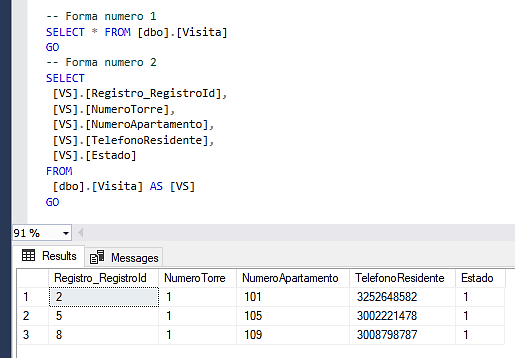 -- Forma numero 1
SELECT * FROM [dbo].[Visita]
GO
-- Forma numero 2
SELECT
[VS].[Registro_RegistroId],
[VS].[NumeroTorre],
[VS].[NumeroApartamento],
[VS].[TelefonoResidente],
[VS].[Estado]
FROM
[dbo].[Visita] AS [VS]
GO
91 %
Results Messages
Registro_RegistroId NumeroTorre NumeroApartamento TelefonoResidente Estado
1 2 1 101 3252648582 1
2 5 1 105 3002221478 1
3 8 1 109 3008798787 1